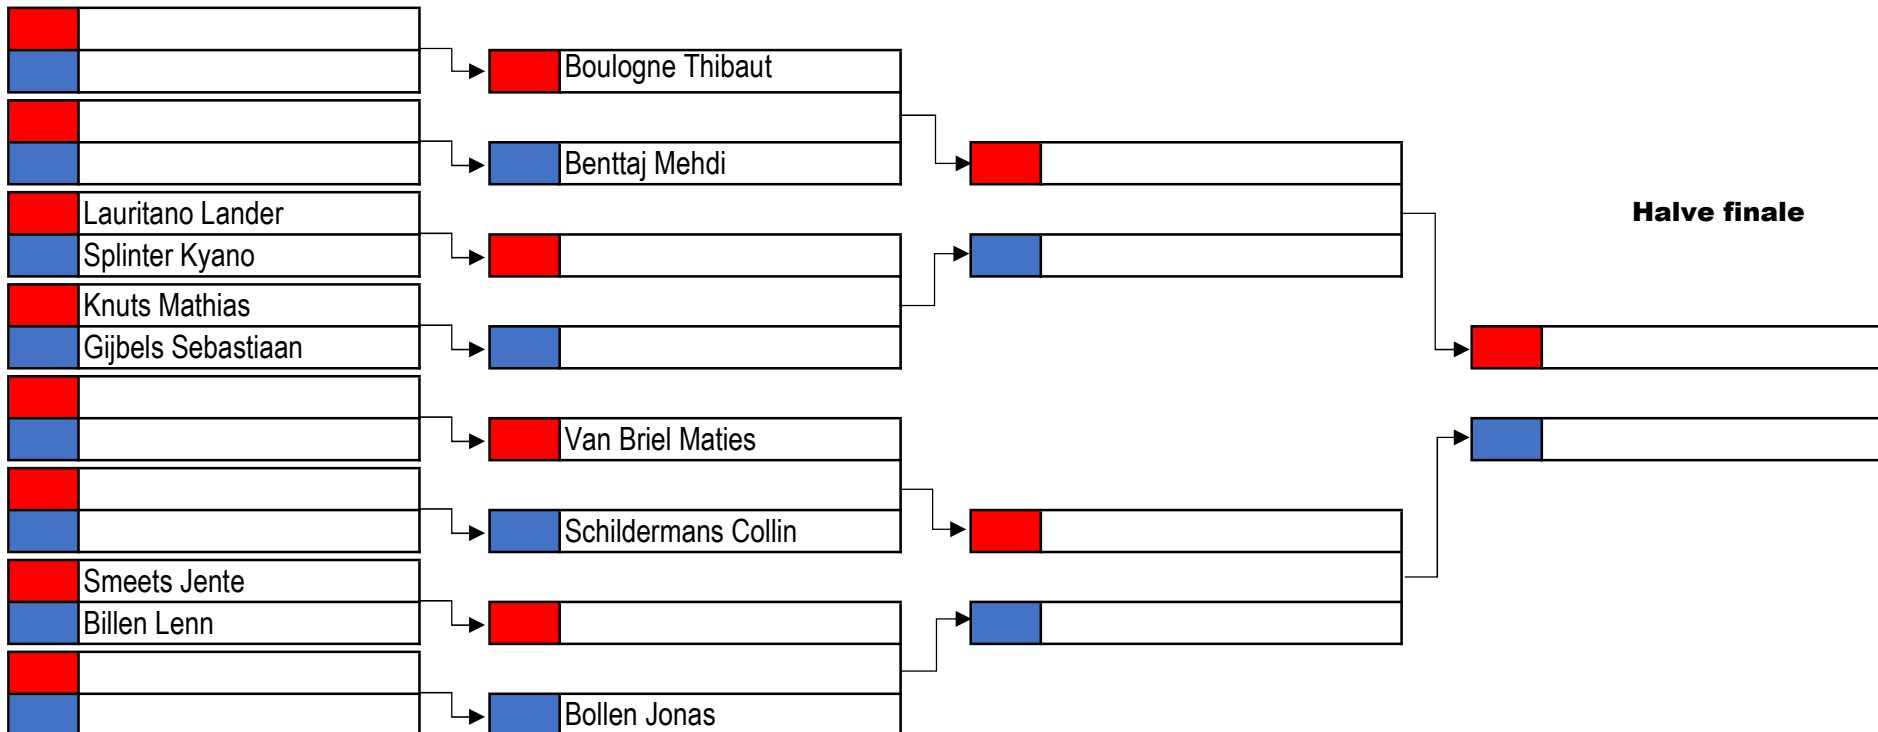 Boulogne Thibaut
Benttaj Mehdi
Lauritano Lander
Splinter Kyano
Halve finale
Knuts Mathias
Gijbels Sebastiaan
Van Briel Maties
Schildermans Collin
Smeets Jente
Billen Lenn
Bollen Jonas